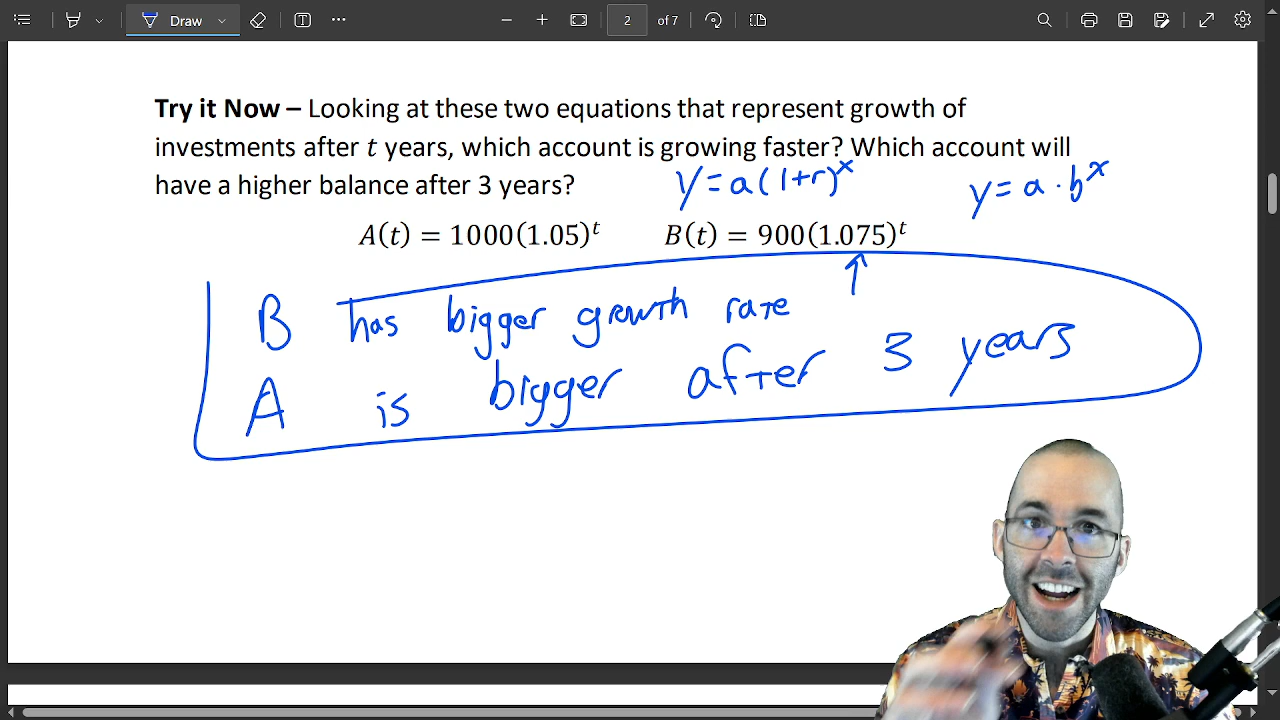 Draw
2 of 7
Try it Now – Looking at these two equations that represent growth of
investments after t years, which account is growing faster? Which account will
have a higher balance after 3 years?
y = a(1+r)^x
y = a · b^x
A(t) = 1000(1.05)^t
B(t) = 900(1.075)^t
B has bigger growth rate
A is bigger after 3 years